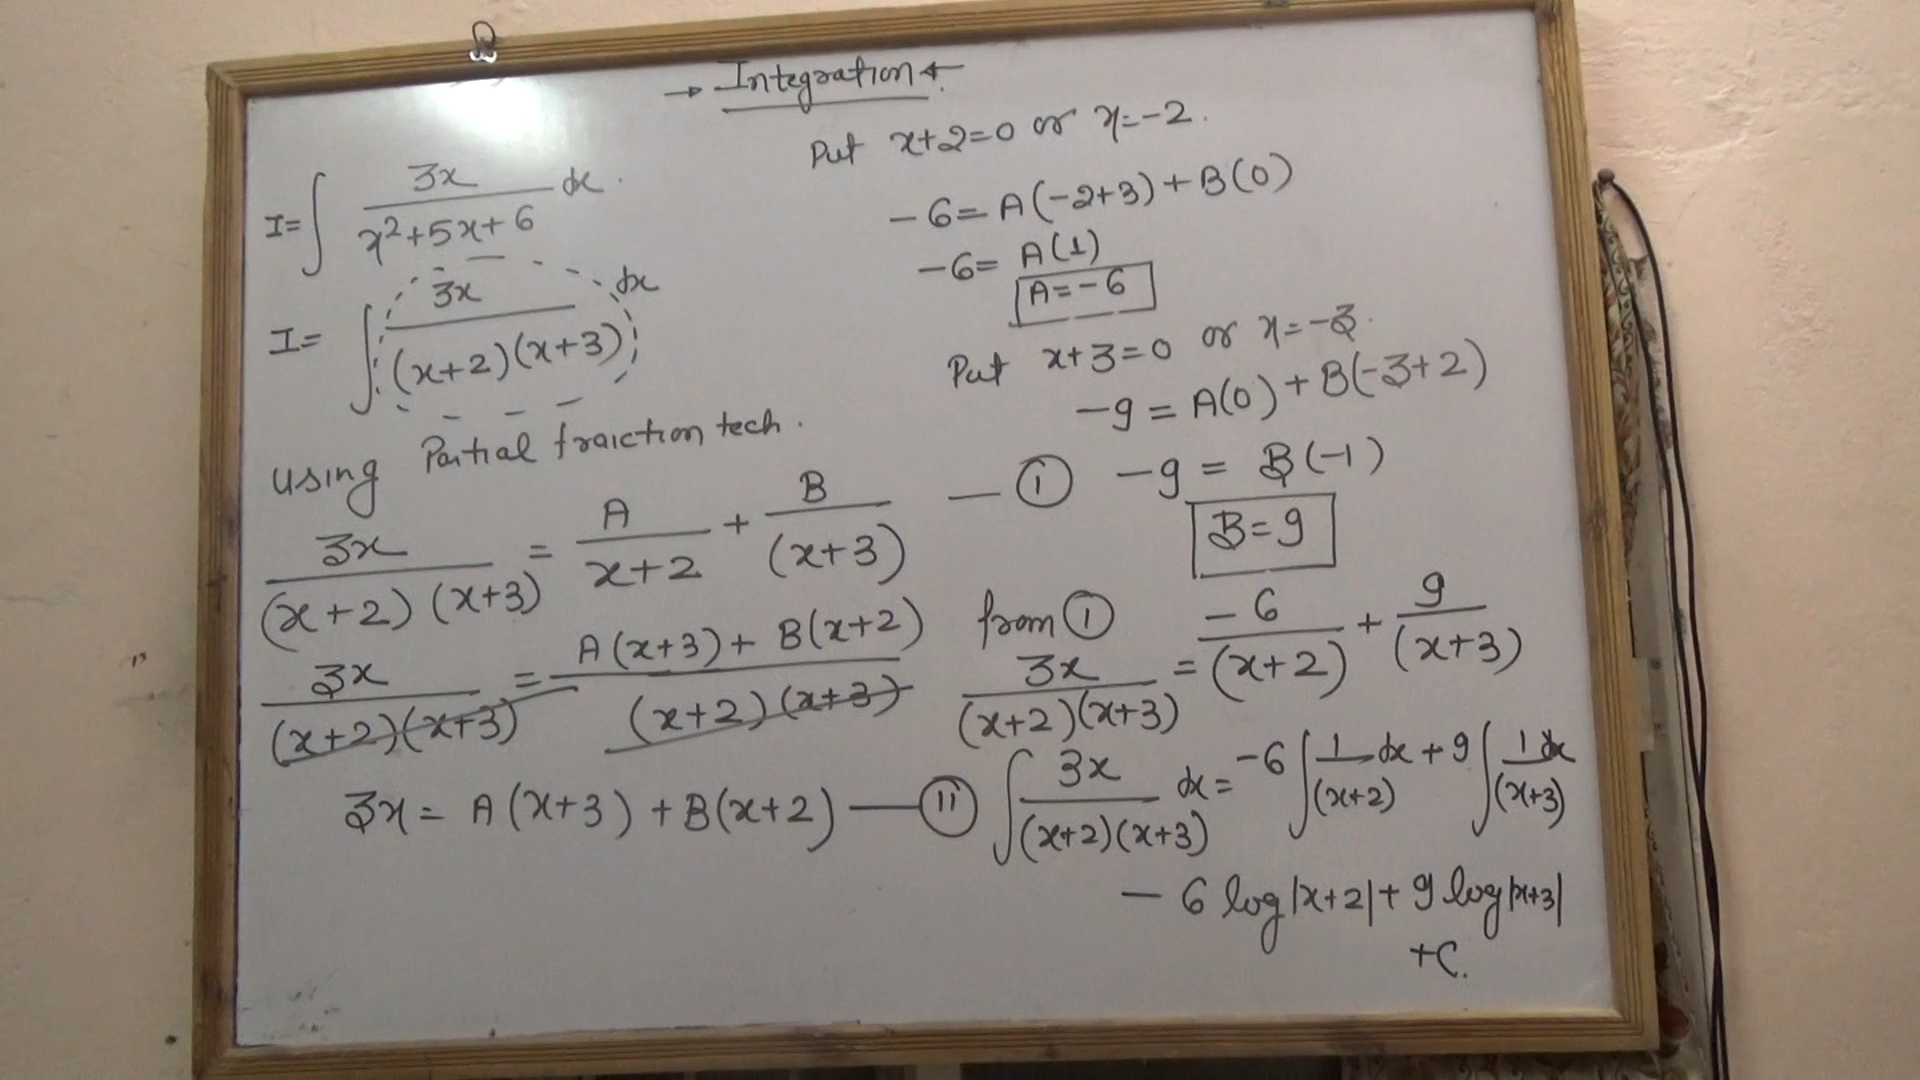 → Integration ←
I= ∫ 3x / x²+5x+6 dx.
I= ∫ 3x / (x+2)(x+3) dx
Using Partial fraiction tech.
3x / (x+2)(x+3) = A / x+2 + B / (x+3) — (I)
3x / (x+2)(x+3) = A(x+3)+B(x+2) / (x+2)(x+3)
3x = A(x+3)+B(x+2) — (II)
Put x+2=0 or x=-2.
-6= A(-2+3)+B(0)
-6= A(1)
A=-6
Put x+3=0 or x=-3.
-9 = A(0)+B(-3+2)
-9 = B(-1)
B=9
from (I)
3x / (x+2)(x+3) = -6 / (x+2) + 9 / (x+3)
∫ 3x / (x+2)(x+3) dx = -6 ∫ 1 / (x+2) dx + 9 ∫ 1 / (x+3) dx
- 6 log|x+2|+ 9 log|x+3|
+C.